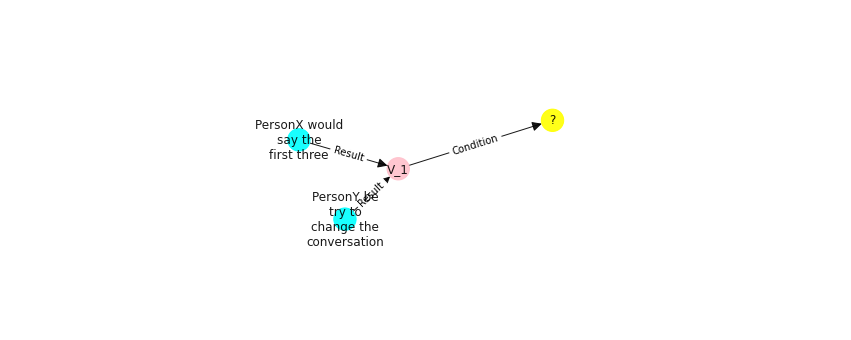 ?
PersonX would
say the
first three
Condition
Result
V_1
Result
PersonY be
try to
change the
conversation